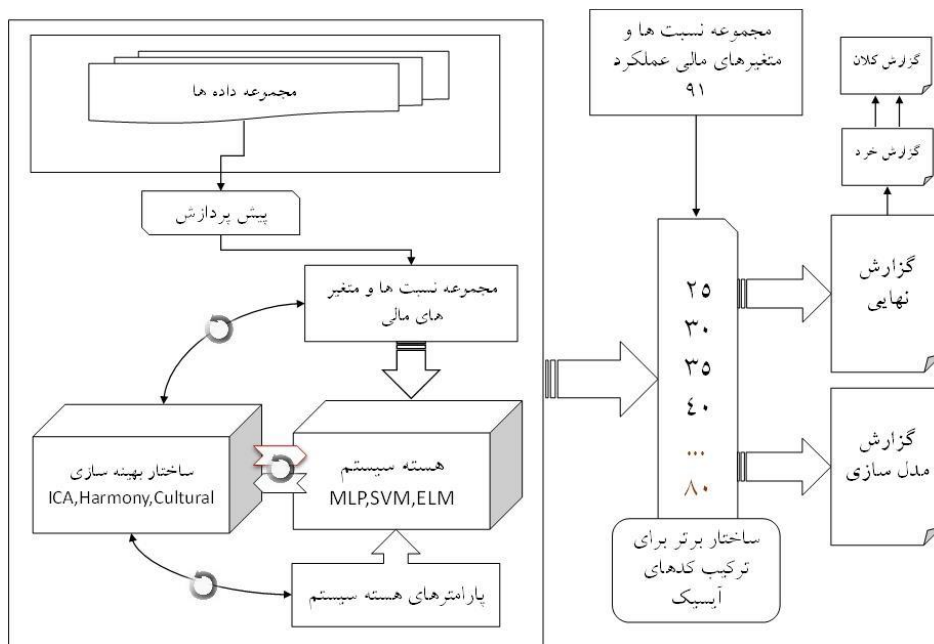 مجموعه نسبت ها و
متغیرهای مالی عملکرد
۹۱
گزارش کلان
گزارش خرد
مجموعه داده ها
پیش پردازش
مجموعه نسبت ها و متغیر
های مالی
گزارش
نهایی
۲۵
۳۰
۳۵
٤۰
...
۸۰
ساختار بهینه سازی
ICA,Harmony,Cultural
هسته سیستم
MLP,SVM,ELM
گزارش
مدل سازی
پارامترهای هسته سیستم
ساختار برتر برای
ترکیب کدهای
آیسیک